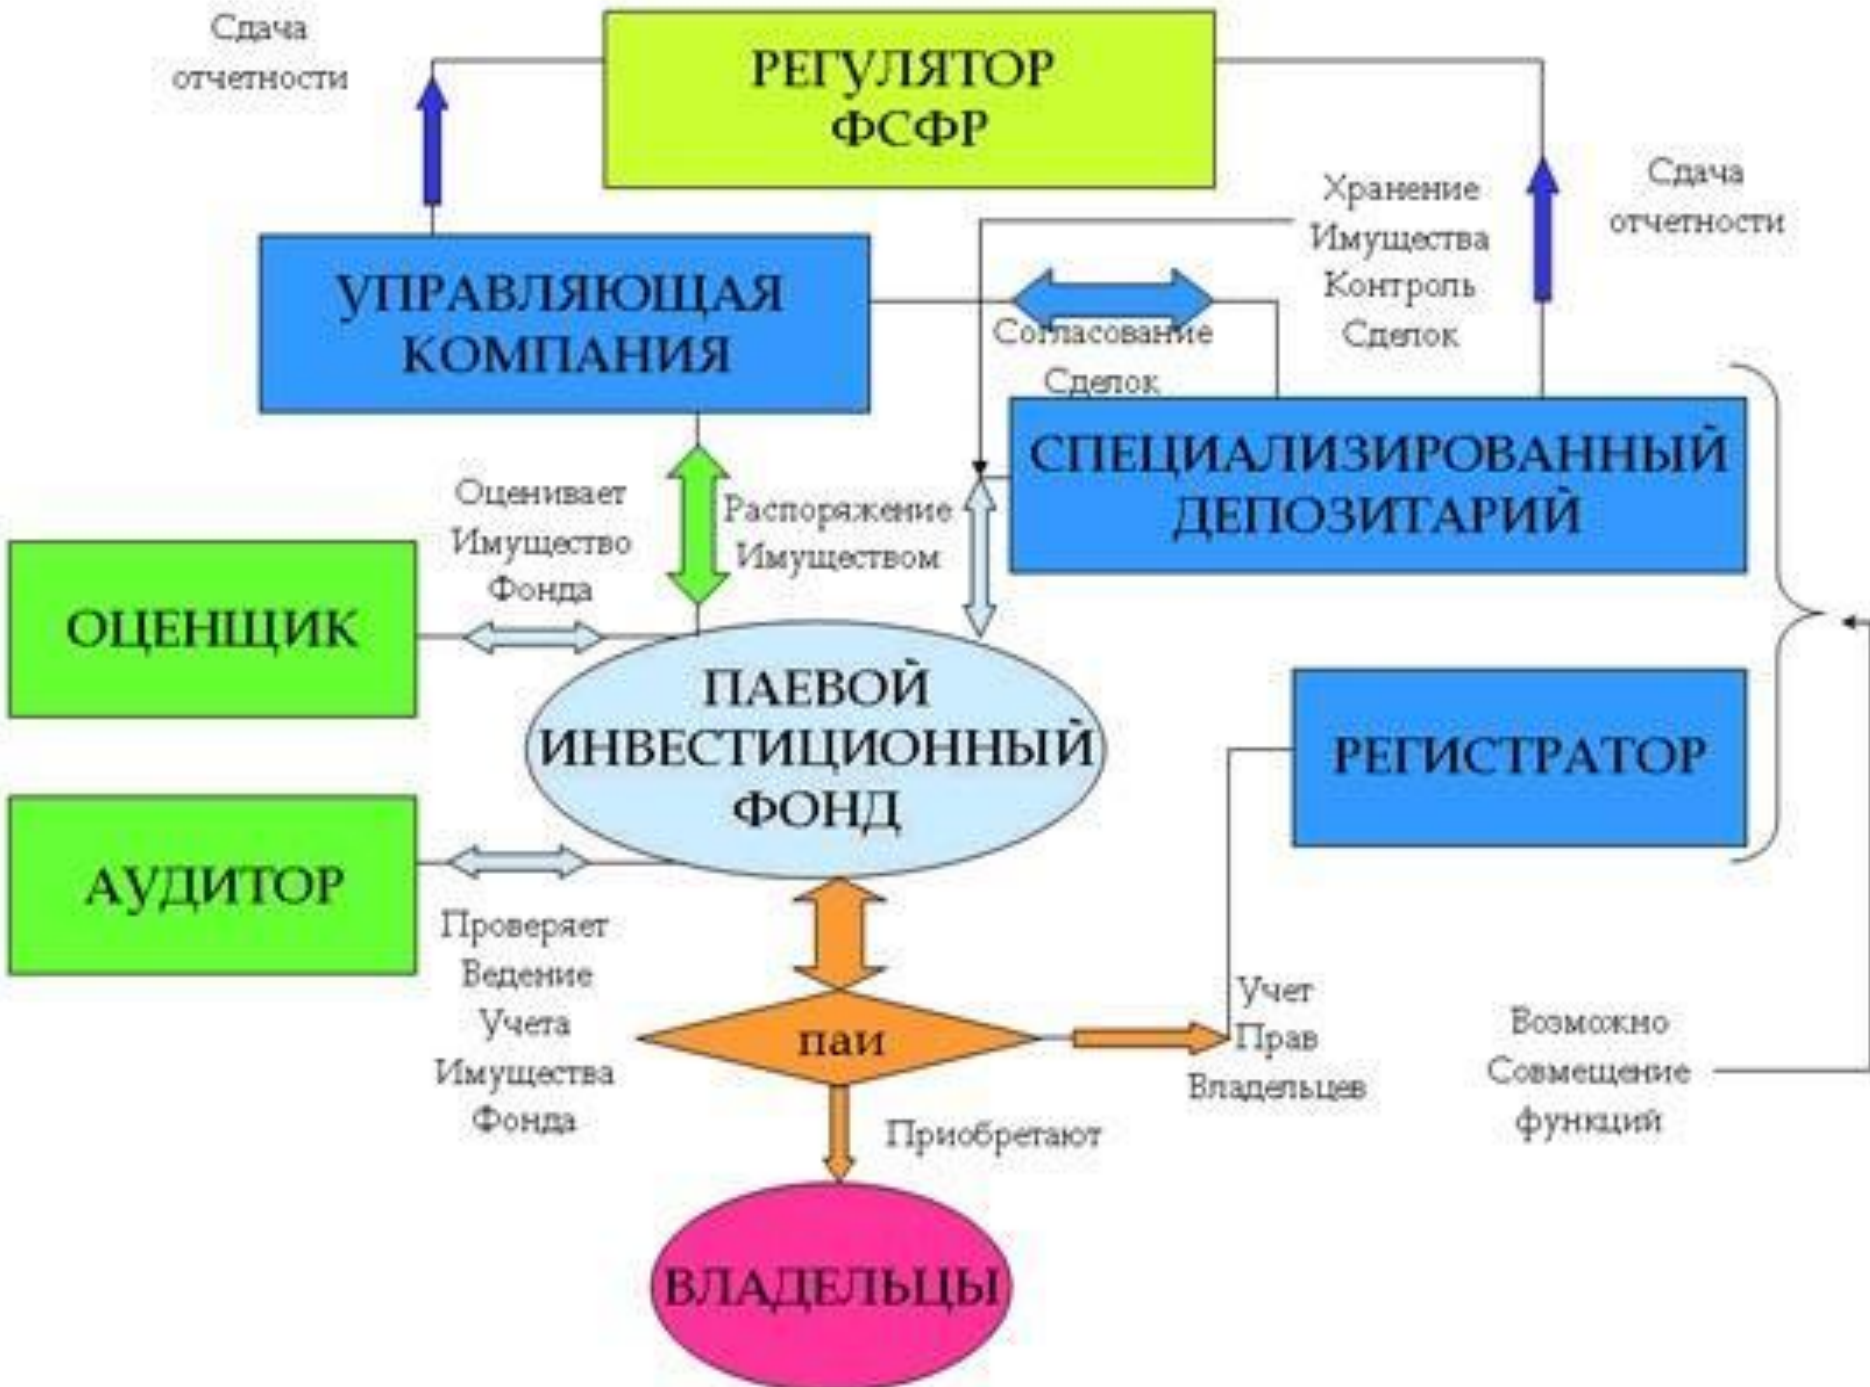 Сдача
отчетности
РЕГУЛЯТОР
ФСФР
Хранение
Имущества
Контроль
Сделок
Сдача
отчетности
УПРАВЛЯЮЩАЯ
КОМПАНИЯ
Согласование
Сделок
СПЕЦИАЛИЗИРОВАННЫЙ
ДЕПОЗИТАРИЙ
Оценивает
Имущество
Фонда
Распоряжение
Имуществом
ОЦЕНЩИК
ПАЕВОЙ
ИНВЕСТИЦИОННЫЙ
ФОНД
РЕГИСТРАТОР
АУДИТОР
Проверяет
Ведение
Учета
Имущества
Фонда
паи
Учет
Прав
Владельцев
Возможно
Совмещение
функций
Приобретают
ВЛАДЕЛЬЦЫ